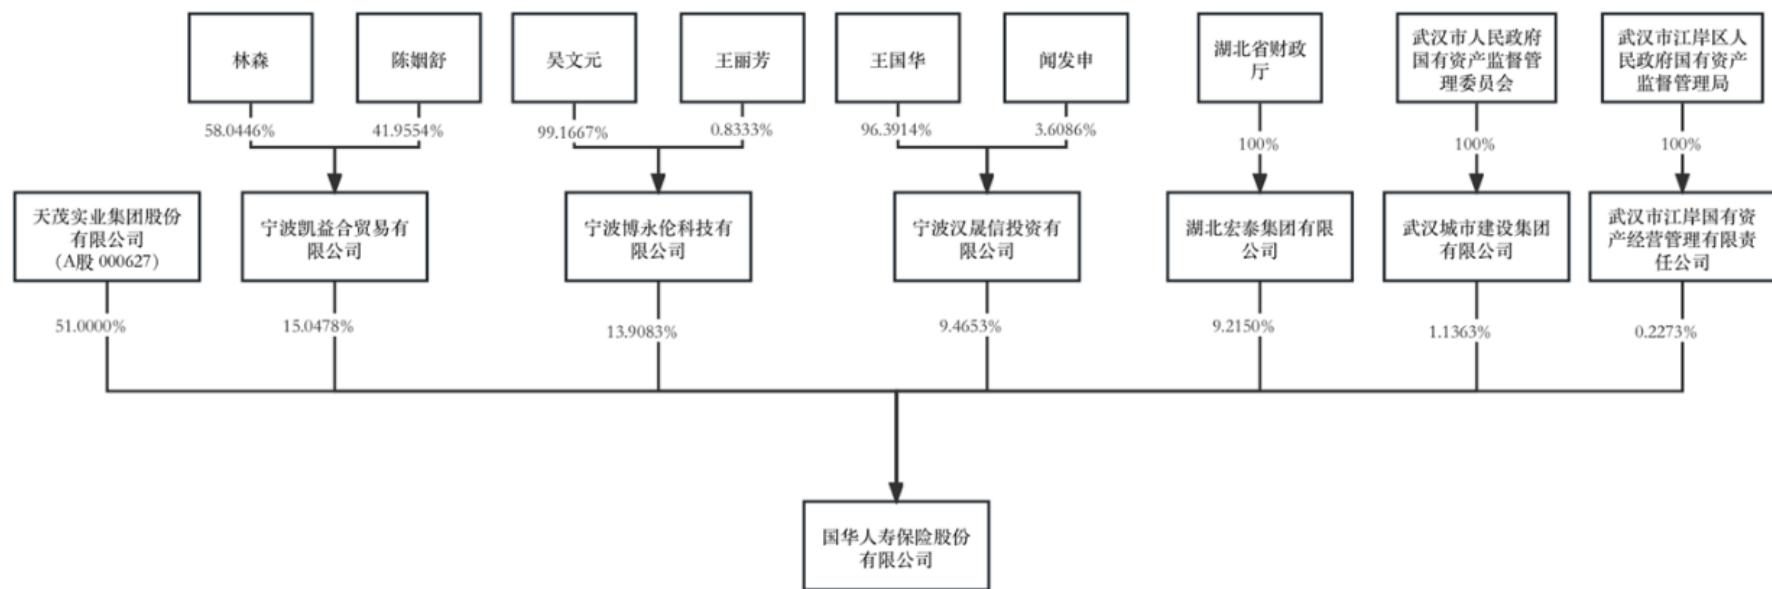 林森
陈姻舒
吴文元
王丽芳
王国华
闻发申
湖北省财政
厅
武汉市人民政府
国有资产监督管
理委员会
武汉市江岸区人
民政府国有资产
监督管理局
58.0446%
41.9554%
99.1667%
0.8333%
96.3914%
3.6086%
100%
100%
100%
天茂实业集团股份
有限公司
（A股 000627）
宁波凯益合贸易有
限公司
宁波博永伦科技有
限公司
宁波汉晟信投资有
限公司
湖北宏泰集团有限
公司
武汉城市建设集团
有限公司
武汉市江岸国有资
产经营管理有限责
任公司
51.0000%
15.0478%
13.9083%
9.4653%
9.2150%
1.1363%
0.2273%
国华人寿保险股份
有限公司